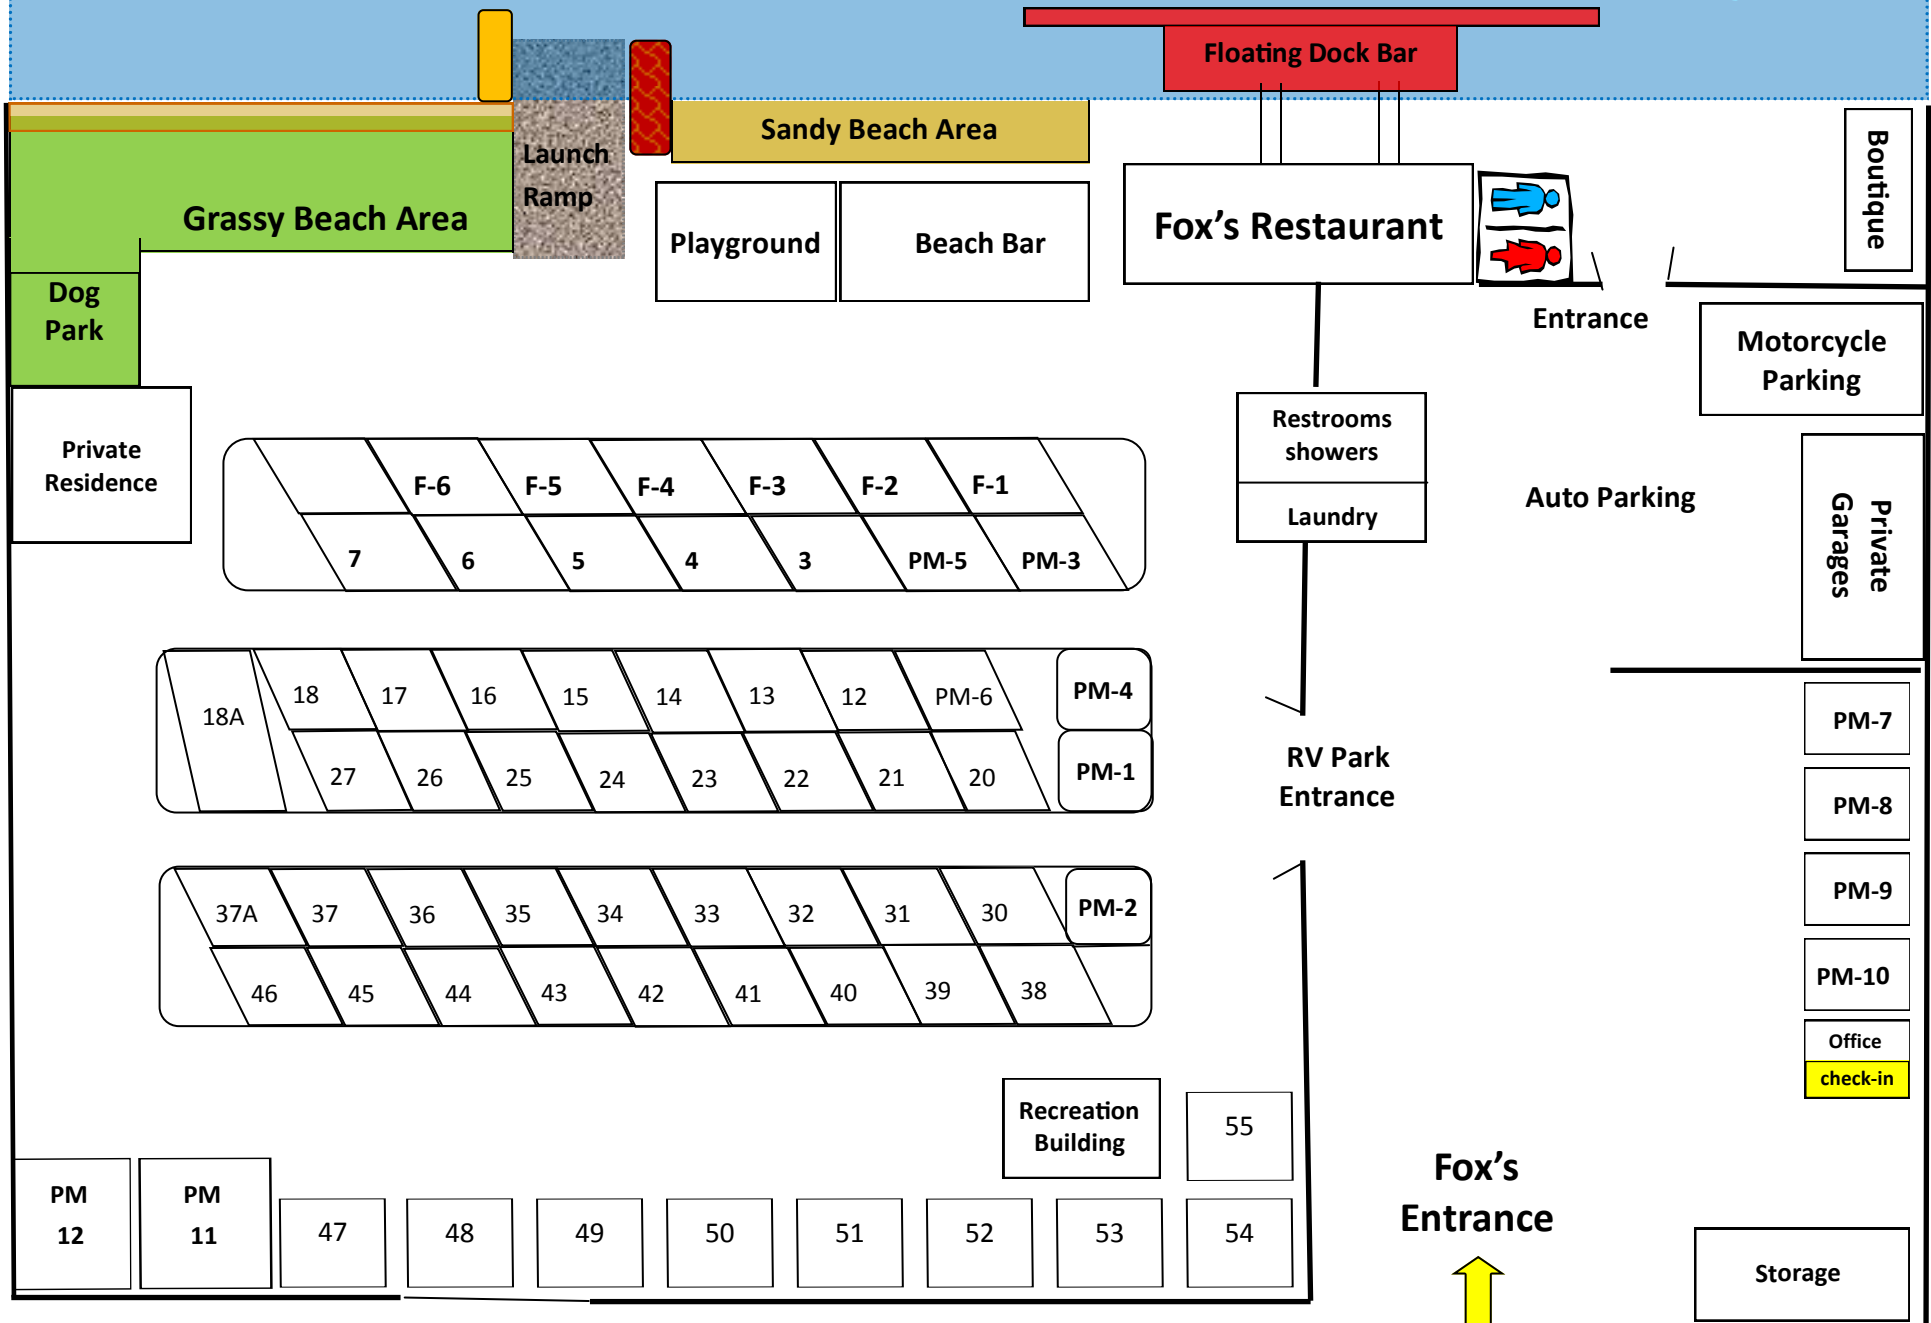 Floating Dock Bar
Sandy Beach Area
Launch
Ramp
Boutique
Grassy Beach Area
Playground
Beach Bar
Fox's Restaurant
Dog
Park
Entrance
Motorcycle
Parking
Private
Residence
Restrooms
showers
Laundry
Auto Parking
Private
Garages
F-6 F-5 F-4 F-3 F-2 F-1
7 6 5 4 3 PM-5 PM-3
18A
18 17 16 15 14 13 12 PM-6 PM-4
27 26 25 24 23 22 21 20 PM-1
RV Park
Entrance
PM-7
PM-8
PM-9
PM-10
Office
check-in
37A 37 36 35 34 33 32 31 30 PM-2
46 45 44 43 42 41 40 39 38
Recreation
Building
55
PM
12
PM
11
47 48 49 50 51 52 53 54
Fox's
Entrance
Storage